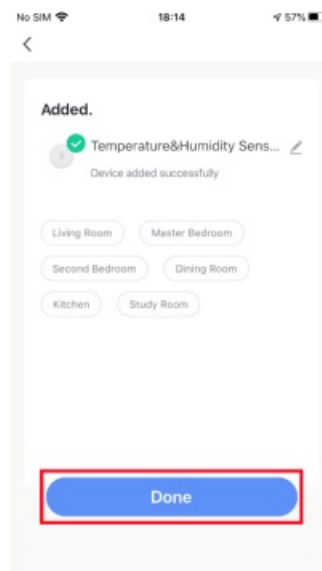 No SIM 18:14 57%
Added.
Temperature&Humidity Sens...
Device added successfully
Living Room Master Bedroom
Second Bedroom Dining Room
Kitchen Study Room
Done